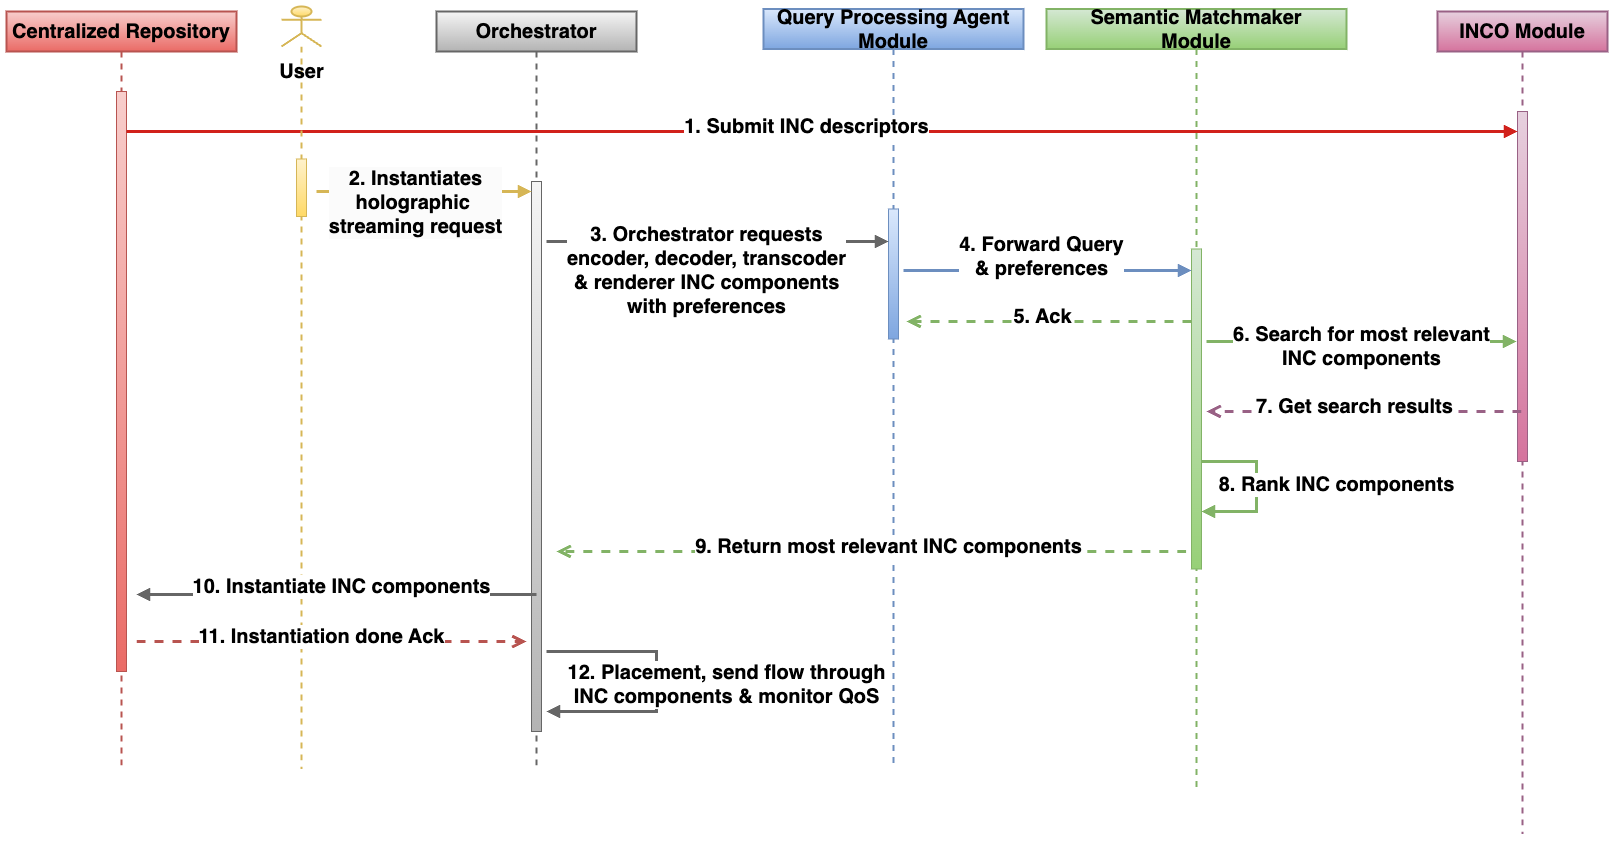 Centralized Repository
User
Orchestrator
Query Processing Agent
Module
Semantic Matchmaker
Module
INCO Module
1. Submit INC descriptors
2. Instantiates
holographic
streaming request
3. Orchestrator requests
encoder, decoder, transcoder
& renderer INC components
with preferences
4. Forward Query
& preferences
5. Ack
6. Search for most relevant
INC components
7. Get search results
8. Rank INC components
9. Return most relevant INC components
10. Instantiate INC components
11. Instantiation done Ack
12. Placement, send flow through
INC components & monitor QoS